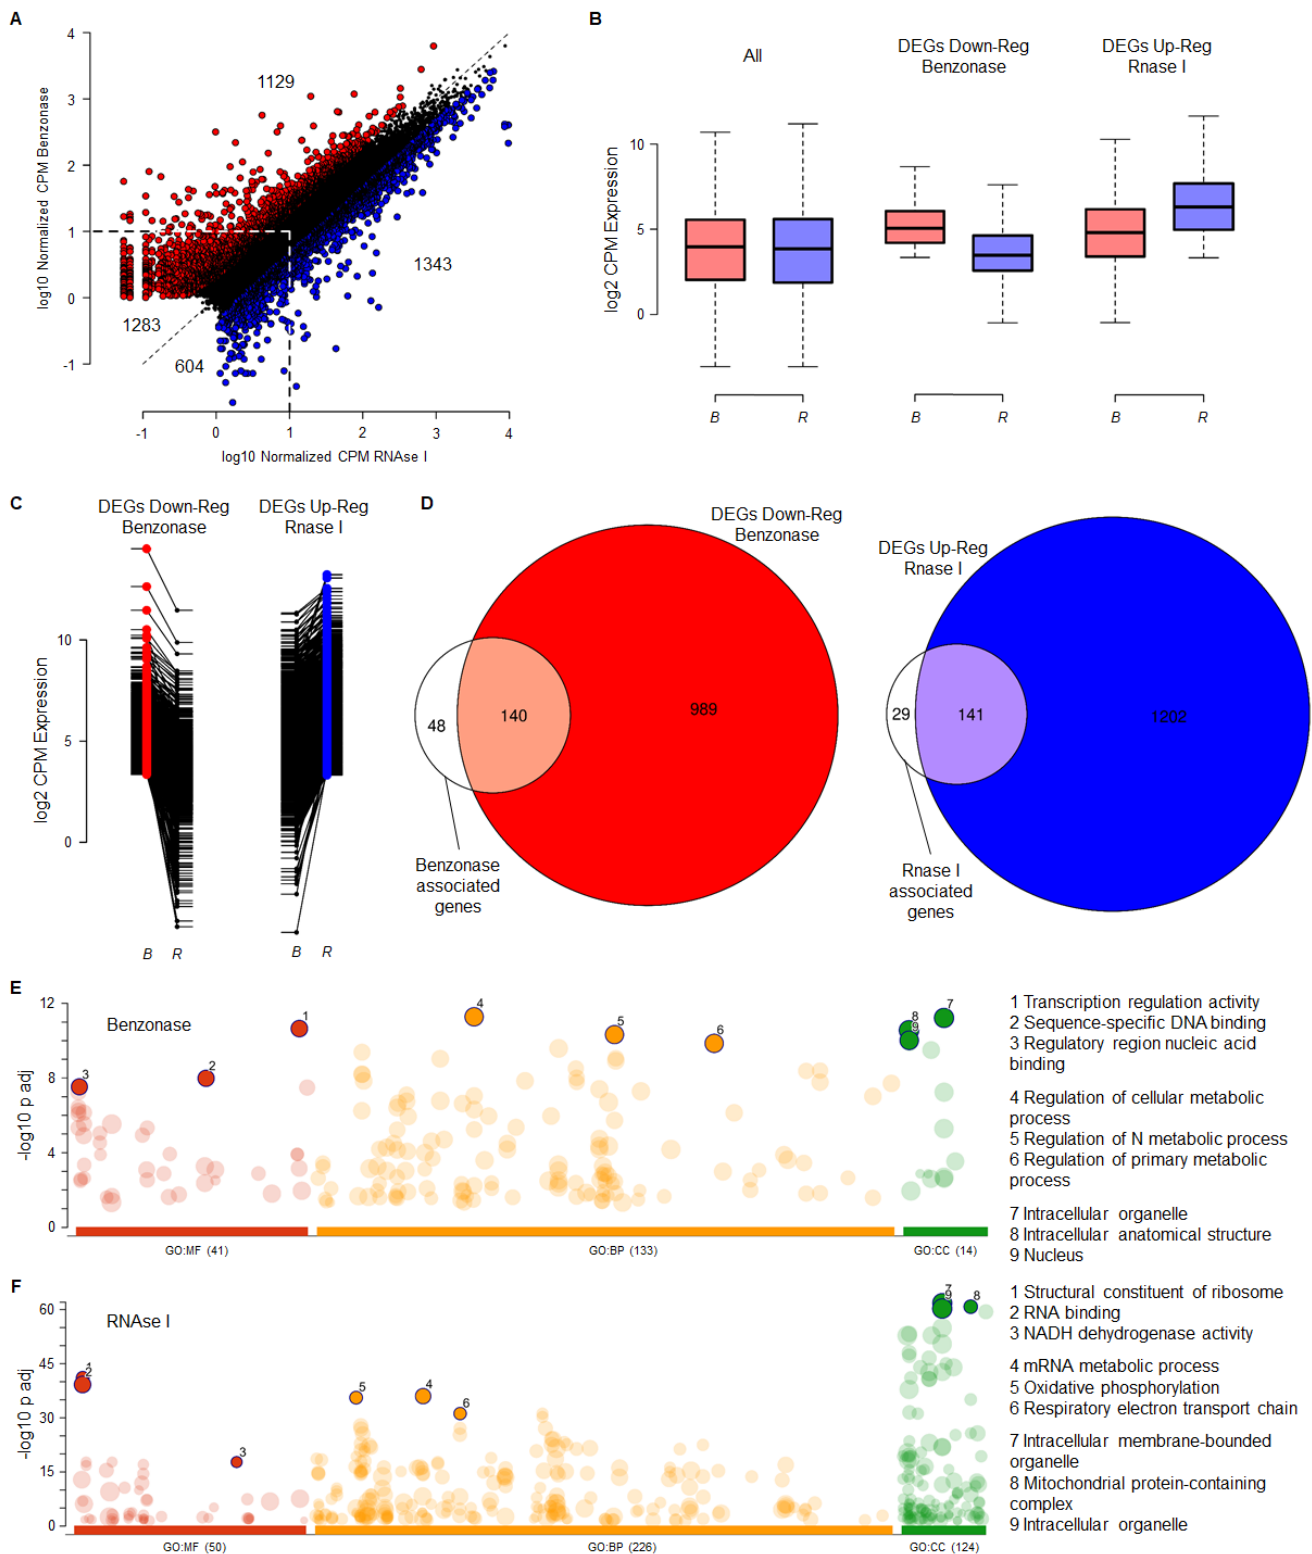 A
4
3
2
1
0
-1
log10 Normalized CPM Benzonase
1129
1343
1283
604
-1
0
1
2
3
4
log10 Normalized CPM RNAse I
B
All
DEGs Down-Reg
Benzonase
DEGs Up-Reg
Rnase I
10
5
0
log2 CPM Expression
B
R
B
R
B
R
C
DEGs Down-Reg
Benzonase
DEGs Up-Reg
Rnase I
10
5
0
log2 CPM Expression
B
R
B
R
D
DEGs Down-Reg
Benzonase
48
140
989
Benzonase
associated
genes
DEGs Up-Reg
Rnase I
29
141
1202
Rnase I
associated
genes
E
Benzonase
12
8
4
0
-log10 p adj
1
2
3
4
5
6
7
8
9
GO:MF (41)
GO:BP (133)
GO:CC (14)
1 Transcription regulation activity
2 Sequence-specific DNA binding
3 Regulatory region nucleic acid
binding
4 Regulation of cellular metabolic
process
5 Regulation of N metabolic process
6 Regulation of primary metabolic
process
7 Intracellular organelle
8 Intracellular anatomical structure
9 Nucleus
F
RNAse I
60
45
30
15
0
-log10 p adj
1
2
3
4
5
6
7
8
9
GO:MF (50)
GO:BP (226)
GO:CC (124)
1 Structural constituent of ribosome
2 RNA binding
3 NADH dehydrogenase activity
4 mRNA metabolic process
5 Oxidative phosphorylation
6 Respiratory electron transport chain
7 Intracellular membrane-bounded
organelle
8 Mitochondrial protein-containing
complex
9 Intracellular organelle